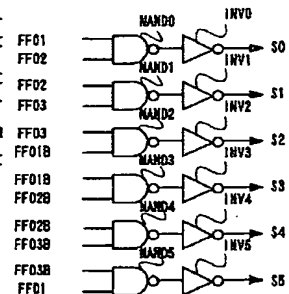 NAND0 INV0
FF01
FF02 S0
NAND1 INV1
FF02
FF03 S1
NAND2 INV2
FF03
FF01B S2
NAND3 INV3
FF01B
FF02B S3
NAND4 INV4
FF02B
FF03B S4
NAND5 INV5
FF03B
FF01 S5